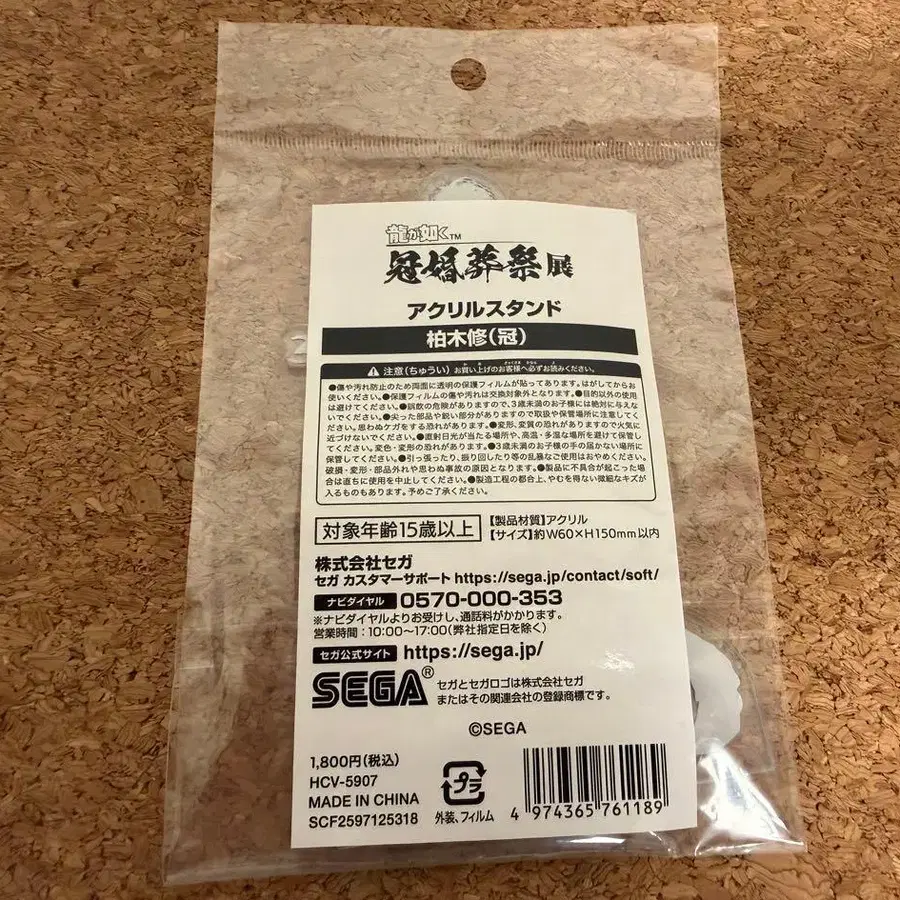 龍が如く™
冠婚葬祭展
アクリルスタンド
柏木修(冠)
注意(ちゅうい) お買い上げのお客様へ必ずお読みください。
●傷や汚れ防止のため両面に透明の保護フィルムが貼ってあります。はがしてからお
使いください。●保護フィルムの傷や汚れは交換対象外となります。●目的以外の使用
は避けてください。●誤飲の危険がありますので、3歳未満のお子様には絶対に与えな
いでください。●尖った部品や鋭い部分がありますので取扱や保管場所に注意してく
ださい。思わぬケガをする恐れがあります。●変形、変質の恐れがありますので火気に
近づけないでください。●直射日光が当たる場所や、高温・多湿な場所を避けて保管し
てください。変色・変形の恐れがあります。●3歳未満のお子様の手の届かない場所に
保管してください。●引っ張ったり、振り回したり等の乱暴なご使用はおやめください。
破損・変形・部品外れや思わぬ事故の原因となります。●製品に不具合が起こった場
合は直ちに使用を中止してください。●製造工程の都合上、やむを得ない微細なキズが
入るものもあります。予めご了承ください。
対象年齢15歳以上
【製品材質】アクリル
【サイズ】約W60×H150mm以内
株式会社セガ
セガ カスタマーサポート https://sega.jp/contact/soft/
ナビダイヤル 0570-000-353
※ナビダイヤルよりお受けし、通話料がかかります。
営業時間:10:00〜17:00(弊社指定日を除く)
セガ公式サイト https://sega.jp/
SEGA®
セガとセガロゴは株式会社セガ
またはその関連会社の登録商標です。
©SEGA
1,800円(税込)
HCV-5907
MADE IN CHINA
SCF2597125318
プラ
外装、フィルム
4 974365 761189